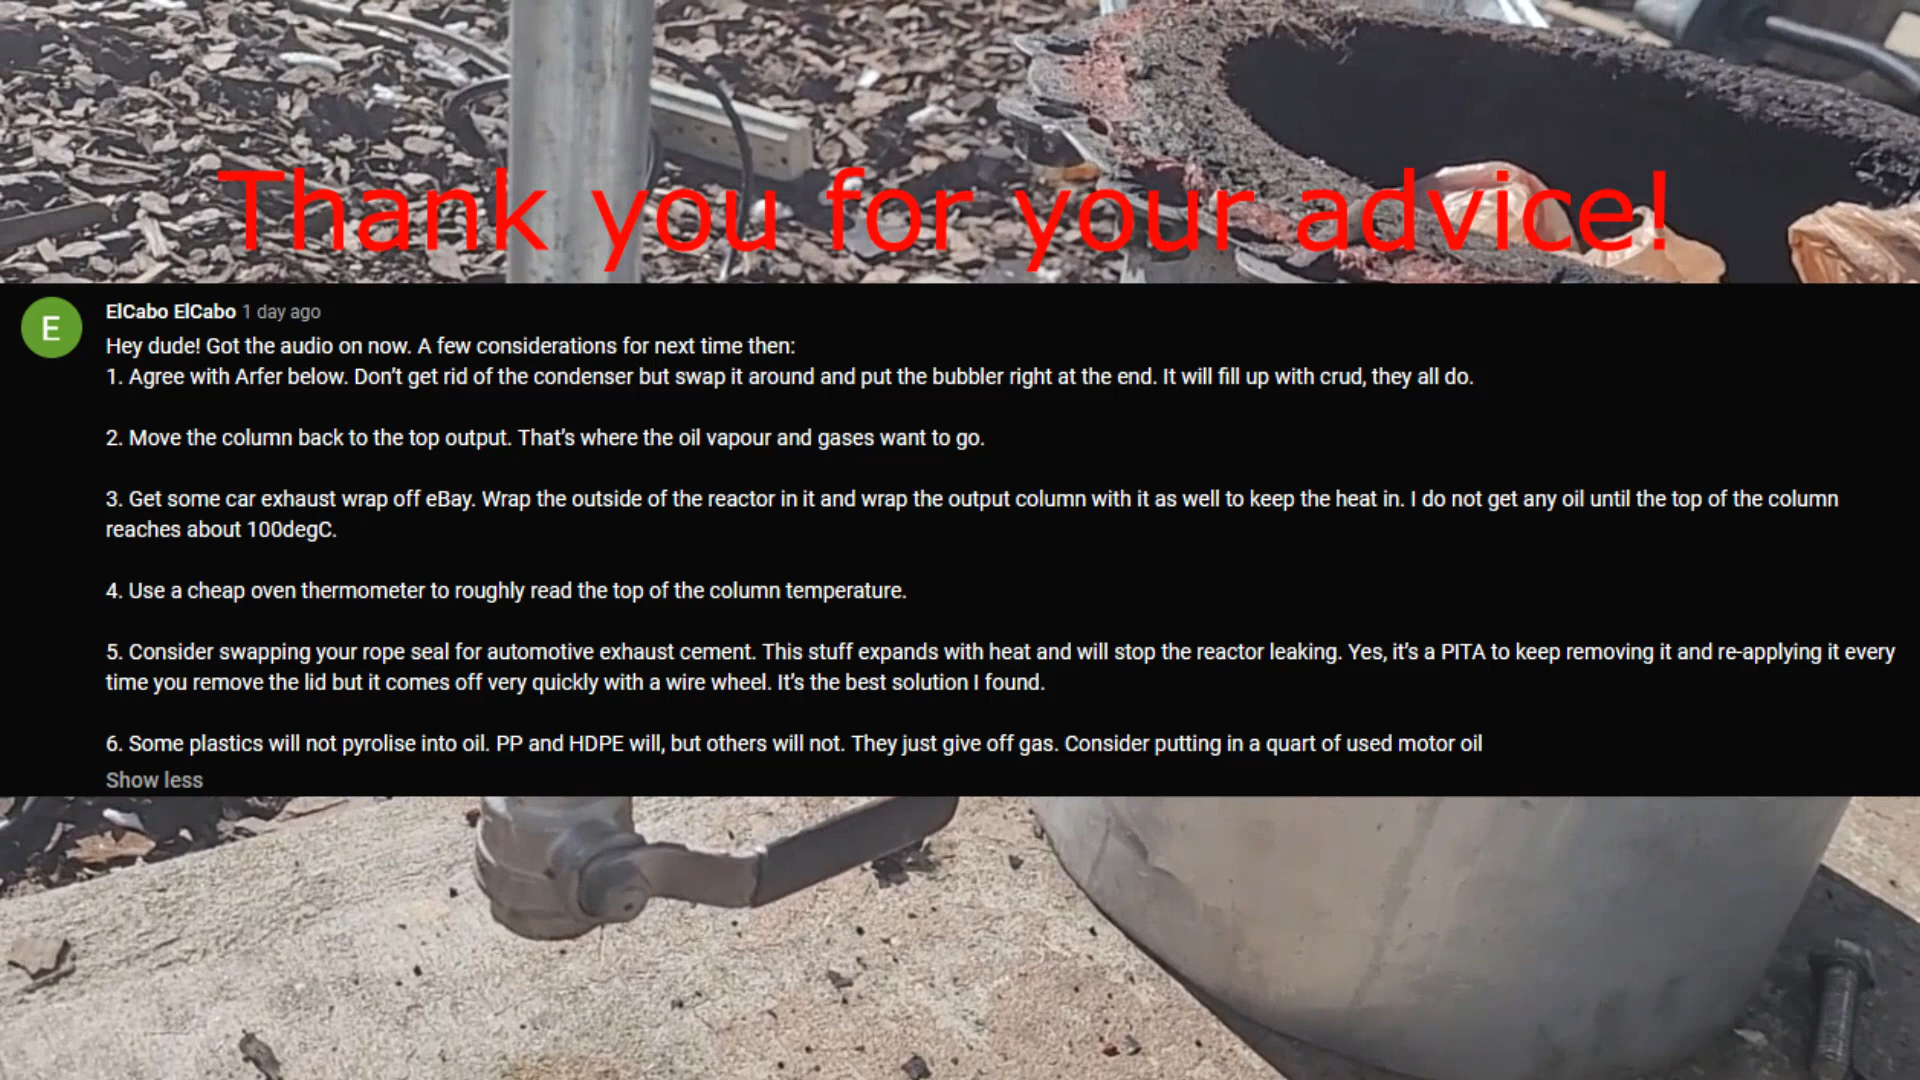 Thank you for your advice!
E
ElCabo ElCabo 1 day ago
Hey dude! Got the audio on now. A few considerations for next time then:
1. Agree with Arfer below. Don’t get rid of the condenser but swap it around and put the bubbler right at the end. It will fill up with crud, they all do.
2. Move the column back to the top output. That’s where the oil vapour and gases want to go.
3. Get some car exhaust wrap off eBay. Wrap the outside of the reactor in it and wrap the output column with it as well to keep the heat in. I do not get any oil until the top of the column
reaches about 100degC.
4. Use a cheap oven thermometer to roughly read the top of the column temperature.
5. Consider swapping your rope seal for automotive exhaust cement. This stuff expands with heat and will stop the reactor leaking. Yes, it’s a PITA to keep removing it and re-applying it every
time you remove the lid but it comes off very quickly with a wire wheel. It’s the best solution I found.
6. Some plastics will not pyrolise into oil. PP and HDPE will, but others will not. They just give off gas. Consider putting in a quart of used motor oil
Show less